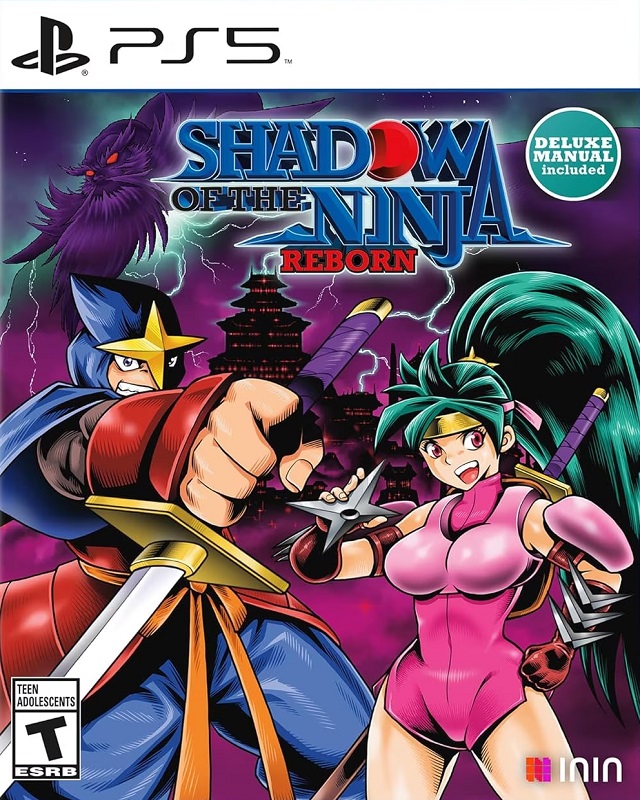 PS5
SHADOW
OF THE NINJA
REBORN
DELUXE
MANUAL
included
TEEN
ADOLESCENTS
T
ESRB
ININ